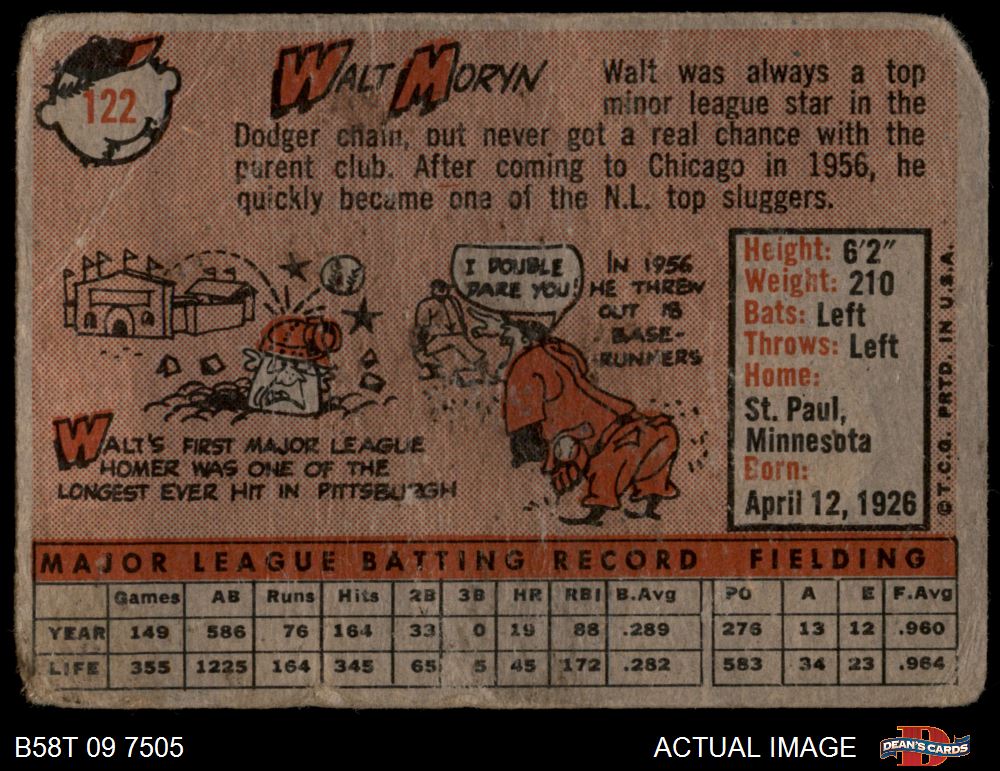 122
WALT MORYN
Walt was always a top
minor league star in the
Dodger chain, but never got a real chance with the
parent club. After coming to Chicago in 1956, he
quickly became one of the N.L. top sluggers.
I DOUBLE
DARE YOU!
IN 1956
HE THREW
OUT 18
BASE-
RUNNERS
WALT'S FIRST MAJOR LEAGUE
HOMER WAS ONE OF THE
LONGEST EVER HIT IN PITTSBURGH
Height: 6'2"
Weight: 210
Bats: Left
Throws: Left
Home:
St. Paul,
Minnesota
Born:
April 12, 1926
© T.C.G. PRTD. IN U.S.A.
MAJOR LEAGUE BATTING RECORD FIELDING
Games AB Runs Hits 2B 3B HR RBI B.Avg PO A E F.Avg
YEAR 149 586 76 164 33 0 19 88 .289 276 13 12 .960
LIFE 355 1225 164 345 65 5 45 172 .282 583 34 23 .964
B58T 09 7505
ACTUAL IMAGE
DEAN'S CARDS